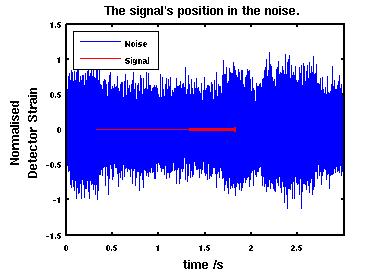 The signal's position in the noise.
1.5
Noise
Signal
1
0.5
0
-0.5
-1
-1.5
Normalised
Detector Strain
0 0.5 1 1.5 2 2.5
time /s